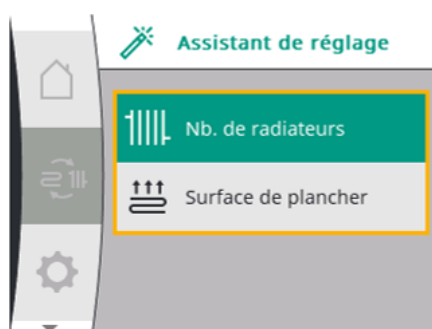 Assistant de réglage
Nb. de radiateurs
Surface de plancher